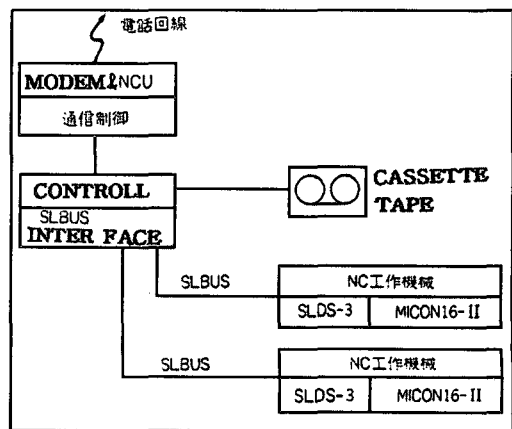 電話回線
MODEM&NCU
通信制御
CONTROLL
SLBUS
INTER FACE
CASSETTE
TAPE
SLBUS
NC工作機械
SLDS-3 MICON16-II
SLBUS
NC工作機械
SLDS-3 MICON16-II